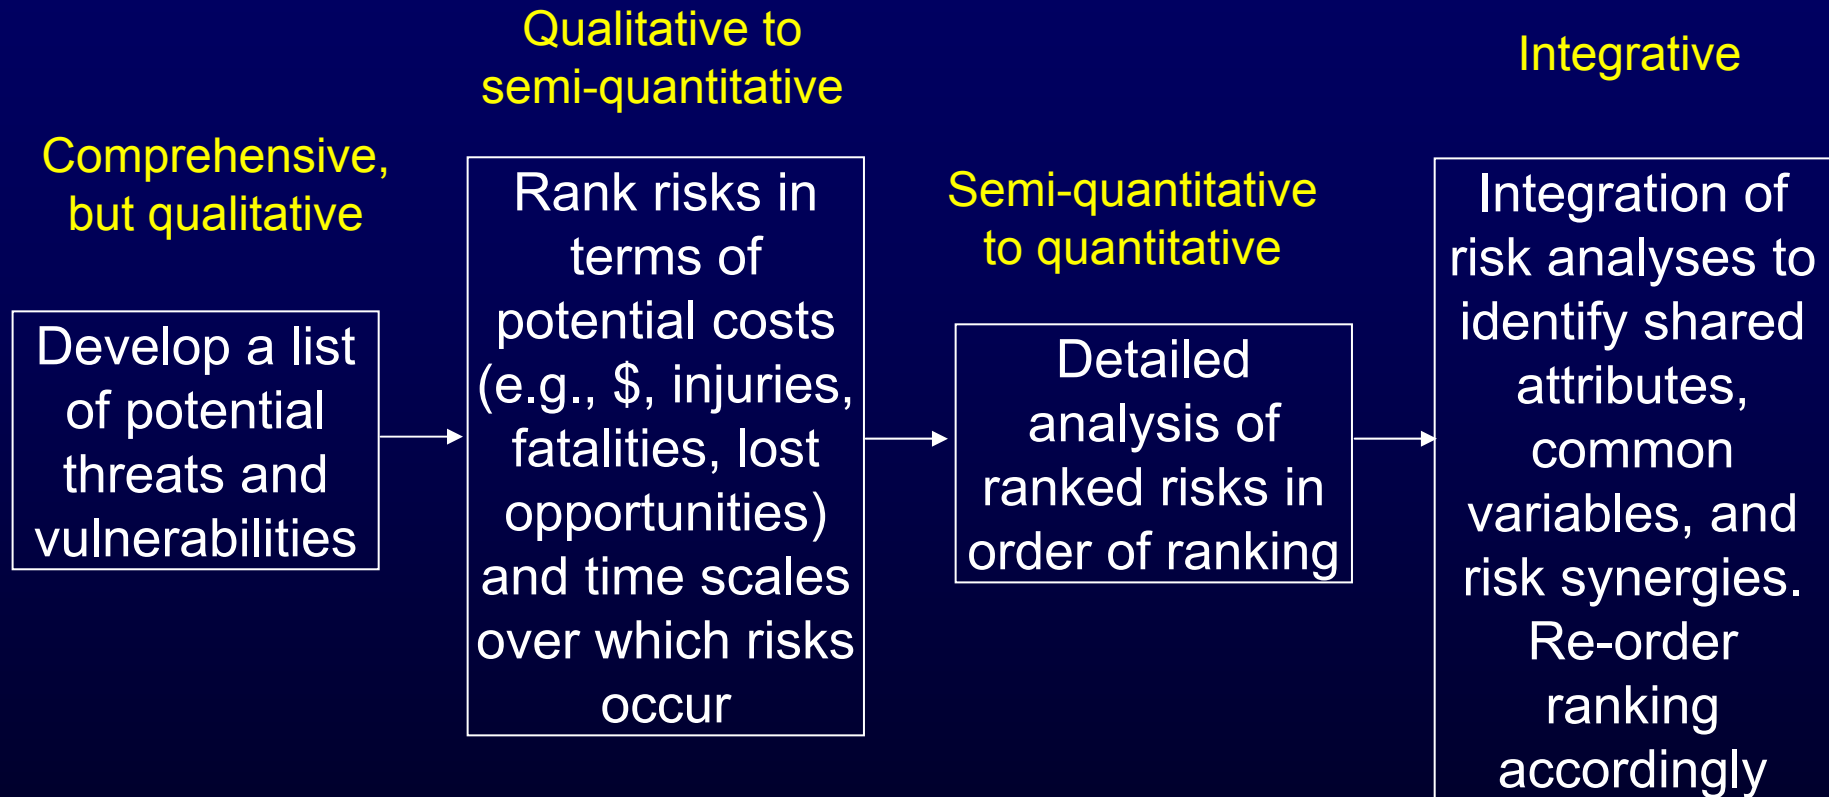 Comprehensive,
but qualitative
Develop a list
of potential
threats and
vulnerabilities
Qualitative to
semi-quantitative
Rank risks in
terms of
potential costs
(e.g., $, injuries,
fatalities, lost
opportunities)
and time scales
over which risks
occur
Semi-quantitative
to quantitative
Detailed
analysis of
ranked risks in
order of ranking
Integrative
Integration of
risk analyses to
identify shared
attributes,
common
variables, and
risk synergies.
Re-order
ranking
accordingly